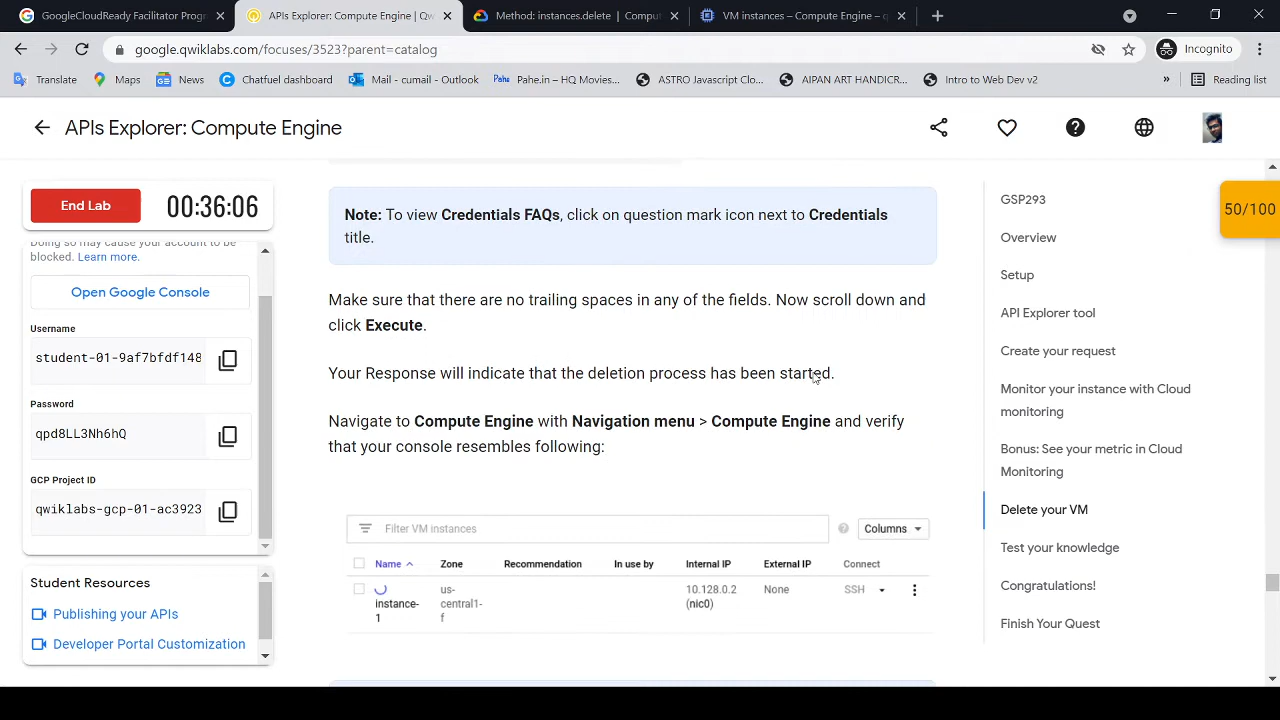 GoogleCloudReady Facilitator Progr
APIs Explorer: Compute Engine | Qw
Method: instances.delete | Comput
VM instances – Compute Engine – q
google.qwiklabs.com/focuses/3523?parent=catalog
Incognito
Translate
Maps
News
Chatfuel dashboard
Mail - cumail - Outlook
Pahe.in – HQ Movies...
ASTRO Javascript Clo...
AIPAN ART HANDICR...
Intro to Web Dev v2
»
Reading list
APIs Explorer: Compute Engine
End Lab
00:36:06
Doing so may cause your account to be
blocked. Learn more.
Open Google Console
Username
student-01-9af7bfdf148
Password
qpd8LL3Nh6hQ
GCP Project ID
qwiklabs-gcp-01-ac3923
Student Resources
Publishing your APIs
Developer Portal Customization
Note: To view Credentials FAQs, click on question mark icon next to Credentials
title.
Make sure that there are no trailing spaces in any of the fields. Now scroll down and
click Execute.
Your Response will indicate that the deletion process has been started.
Navigate to Compute Engine with Navigation menu > Compute Engine and verify
that your console resembles following:
Filter VM instances
Columns
Name Zone Recommendation In use by Internal IP External IP Connect
instance-
1
us-
central1-
f
10.128.0.2
(nic0)
None
SSH
GSP293
Overview
Setup
API Explorer tool
Create your request
Monitor your instance with Cloud
monitoring
Bonus: See your metric in Cloud
Monitoring
Delete your VM
Test your knowledge
Congratulations!
Finish Your Quest
50/100